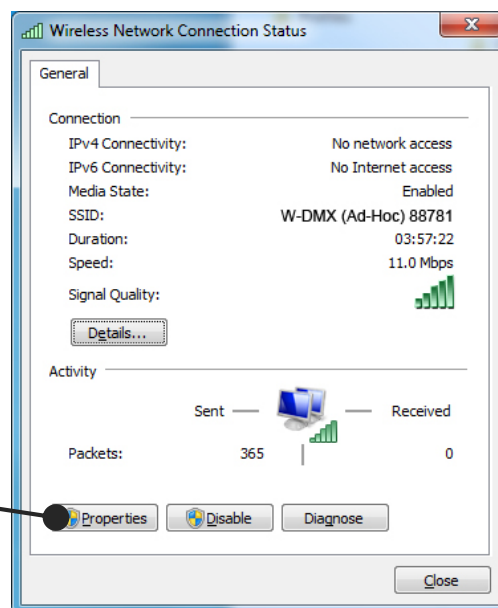 Wireless Network Connection Status
General
Connection
IPv4 Connectivity: No network access
IPv6 Connectivity: No Internet access
Media State: Enabled
SSID: W-DMX (Ad-Hoc) 88781
Duration: 03:57:22
Speed: 11.0 Mbps
Signal Quality:
Details...
Activity
Sent Received
Packets: 365 0
Properties Disable Diagnose
Close